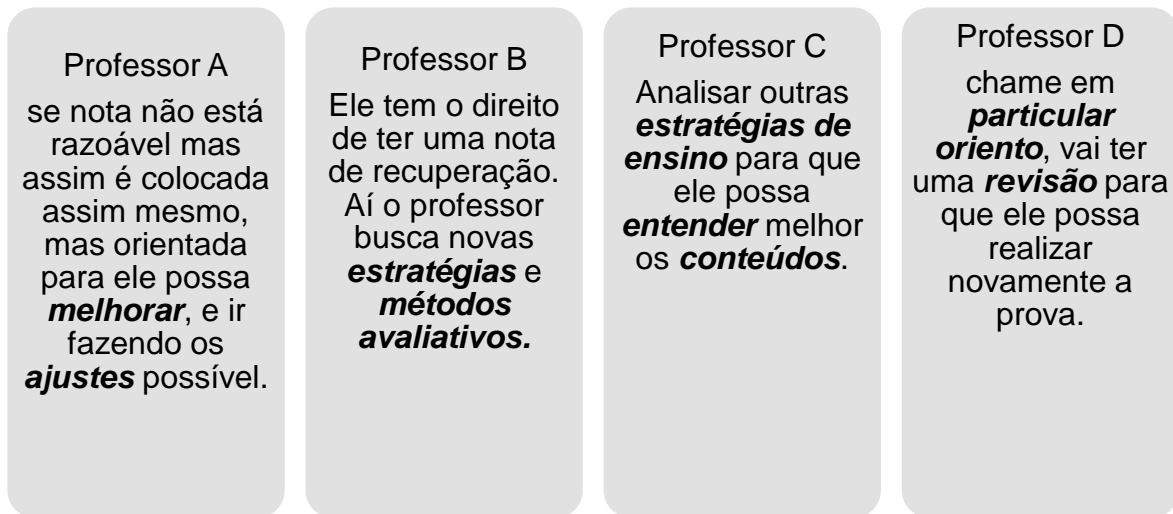 Professor A
se nota não está
razoável mas
assim é colocada
assim mesmo,
mas orientada
para ele possa
melhorar, e ir
fazendo os
ajustes possível.
Professor B
Ele tem o direito
de ter uma nota
de recuperação.
Aí o professor
busca novas
estratégias e
métodos
avaliativos.
Professor C
Analisar outras
estratégias de
ensino para que
ele possa
entender melhor
os conteúdos.
Professor D
chame em
particular
oriento, vai ter
uma revisão para
que ele possa
realizar
novamente a
prova.